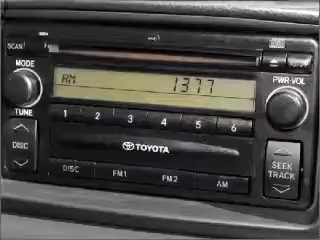 SCAN
MODE
AM 1377
PWR-VOL
TUNE
1 2 3 4 5 6
DISC
TOYOTA
SEEK
TRACK
DISC FM1 FM2 AM